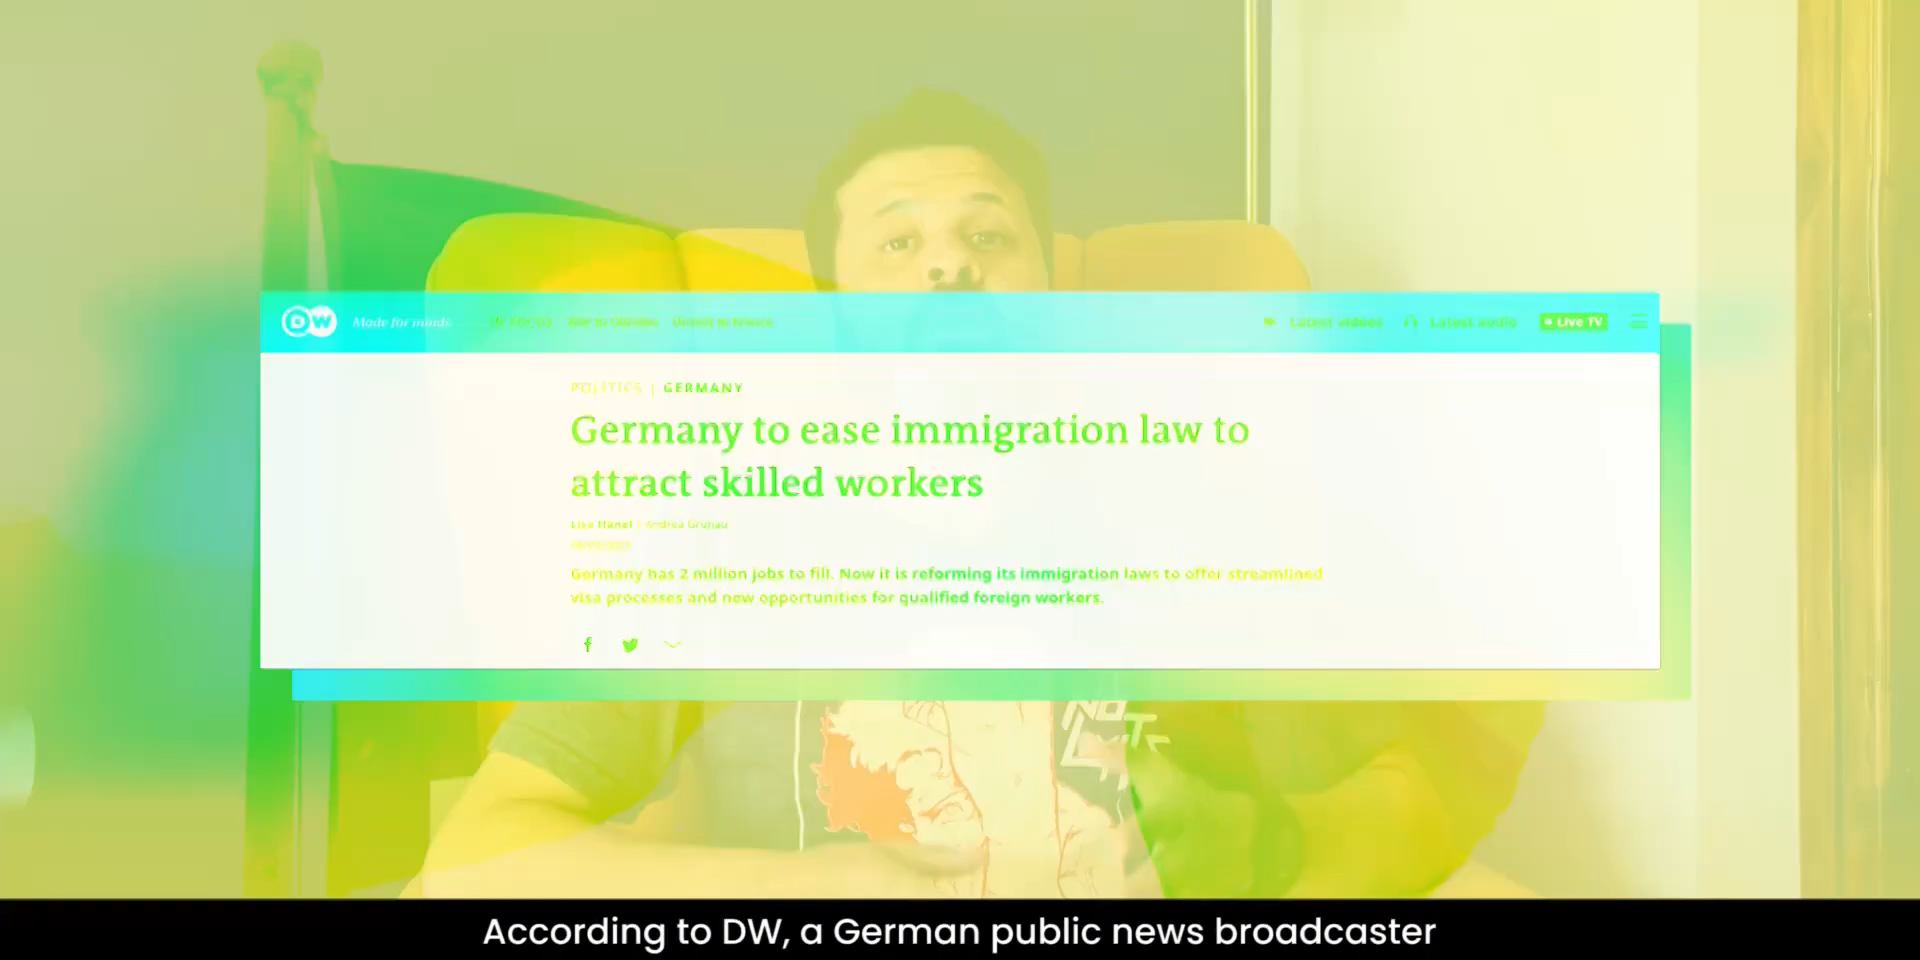 DW Made for minds Latest videos Latest audio Live TV
POLITICS | GERMANY
Germany to ease immigration law to
attract skilled workers
Andrea Grunau
Germany has 2 million jobs to fill. Now it is reforming its immigration laws to offer streamlined
visa processes and new opportunities for qualified foreign workers.
According to DW, a German public news broadcaster